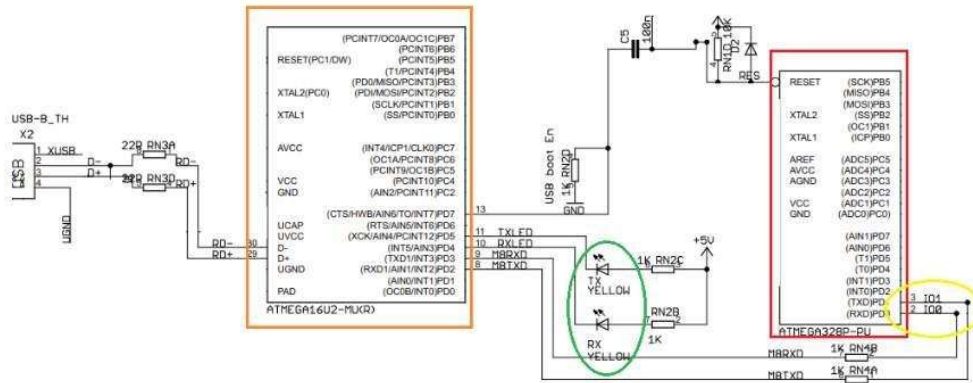 USB-B_TH
X2
USB
1 XUSB
2 D-
3 D+
4
UGND
22R RN3A
RD-
22R RN3D
RD+
RD- 30
RD+ 29
(PCINT7/OC0A/OC1C)PB7
(PCINT6)PB6
RESET(PC1/DW) (PCINT5)PB5
(T1/PCINT4)PB4
(PD0/MISO/PCINT3)PB3
XTAL2(PC0) (PDI/MOSI/PCINT2)PB2
(SCLK/PCINT1)PB1
XTAL1 (SS/PCINT0)PB0
AVCC (INT4/ICP1/CLK0)PC7
(OC1A/PCINT8)PC6
(PCINT9/OC1B)PC5
VCC (PCINT10)PC4
GND (AIN2/PCINT11)PC2
(CTS/HWB/AIN6/TO/INT7)PD7
UCAP (RTS/AIN5/INT6)PD6
UVCC (XCK/AIN4/PCINT12)PD5
D- (INT5/AIN3)PD4
D+ (TXD1/INT3)PD3
UGND (RXD1/AIN1/INT2)PD2
(AIN0/INT1)PD1
PAD (OC0B/INT0)PD0
ATMEGA16U2-MU(R)
13
11 TXLED
10 RXLED
9 M8RXD
8 M8TXD
USB boot En
1K RN2D
GND
C5
100n
RN1D 10K
D2
RES
+5V
1K RN2C
TX
YELLOW
RN2B
1K
RX
YELLOW
RESET (SCK)PB5
(MISO)PB4
(MOSI)PB3
XTAL2 (SS)PB2
(OC1)PB1
XTAL1 (ICP)PB0
AREF (ADC5)PC5
AVCC (ADC4)PC4
AGND (ADC3)PC3
(ADC2)PC2
VCC (ADC1)PC1
GND (ADC0)PC0
(AIN1)PD7
(AIN0)PD6
(T1)PD5
(T0)PD4
(INT1)PD3
(INT0)PD2
(TXD)PD 3 IO1
(RXD)PD 2 IO0
ATMEGA328P-PU
M8RXD 1K RN4B
M8TXD 1K RN4A